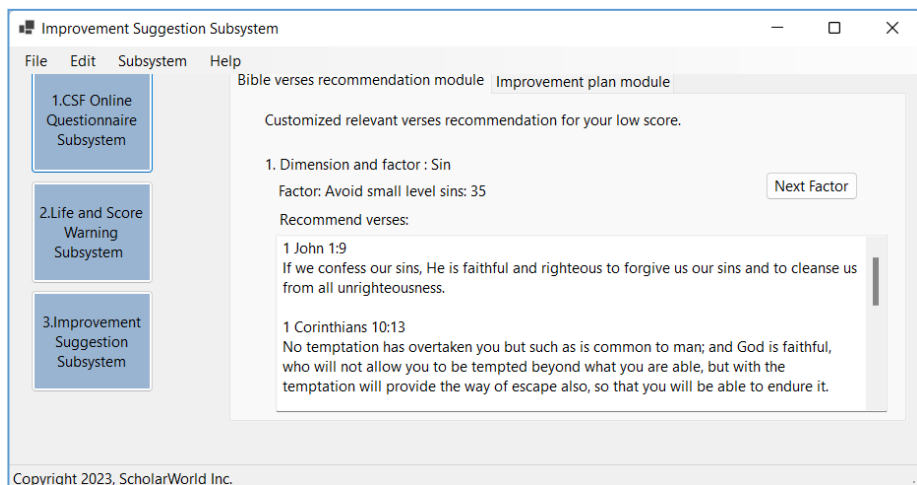 Improvement Suggestion Subsystem
File Edit Subsystem Help
1.CSF Online
Questionnaire
Subsystem
2.Life and Score
Warning
Subsystem
3.Improvement
Suggestion
Subsystem
Bible verses recommendation module Improvement plan module
Customized relevant verses recommendation for your low score.
1. Dimension and factor : Sin
Factor: Avoid small level sins: 35
Next Factor
Recommend verses:
1 John 1:9
If we confess our sins, He is faithful and righteous to forgive us our sins and to cleanse us
from all unrighteousness.
1 Corinthians 10:13
No temptation has overtaken you but such as is common to man; and God is faithful,
who will not allow you to be tempted beyond what you are able, but with the
temptation will provide the way of escape also, so that you will be able to endure it.
Copyright 2023, ScholarWorld Inc.